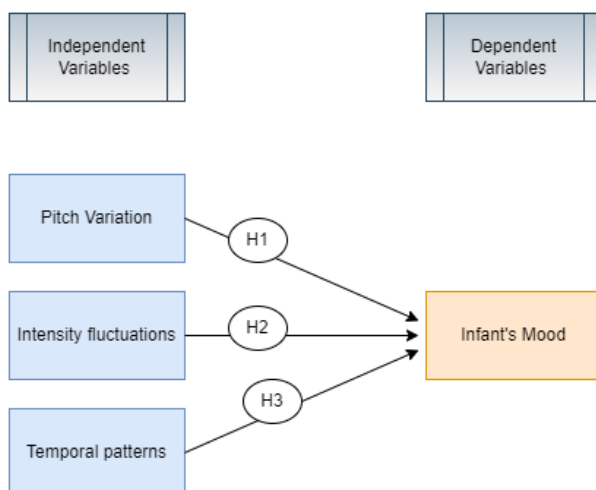 Independent
Variables
Dependent
Variables
Pitch Variation
H1
Intensity fluctuations
H2
Infant's Mood
H3
Temporal patterns